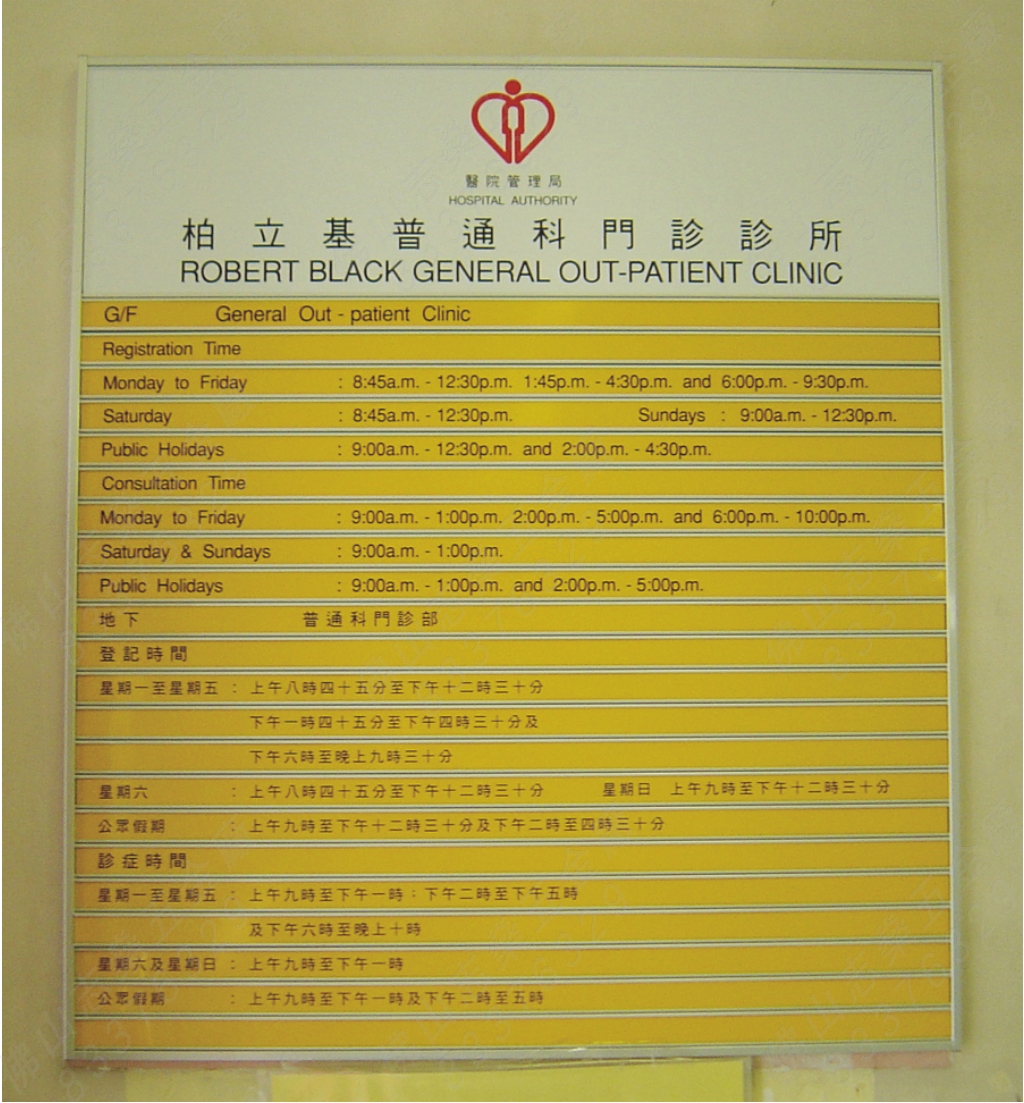 醫院管理局
HOSPITAL AUTHORITY
柏立基普通科門診診所
ROBERT BLACK GENERAL OUT-PATIENT CLINIC
G/F General Out - patient Clinic
Registration Time
Monday to Friday : 8:45a.m. - 12:30p.m. 1:45p.m. - 4:30p.m. and 6:00p.m. - 9:30p.m.
Saturday : 8:45a.m. - 12:30p.m. Sundays : 9:00a.m. - 12:30p.m.
Public Holidays : 9:00a.m. - 12:30p.m. and 2:00p.m. - 4:30p.m.
Consultation Time
Monday to Friday : 9:00a.m. - 1:00p.m. 2:00p.m. - 5:00p.m. and 6:00p.m. - 10:00p.m.
Saturday & Sundays : 9:00a.m. - 1:00p.m.
Public Holidays : 9:00a.m. - 1:00p.m. and 2:00p.m. - 5:00p.m.
地下 普通科門診部
登記時間
星期一至星期五 : 上午八時四十五分至下午十二時三十分
下午一時四十五分至下午四時三十分及
下午六時至晚上九時三十分
星期六 : 上午八時四十五分至下午十二時三十分 星期日 上午九時至下午十二時三十分
公眾假期 : 上午九時至下午十二時三十分及下午二時至四時三十分
診症時間
星期一至星期五 : 上午九時至下午一時 : 下午二時至下午五時
及下午六時至晚上十時
星期六及星期日 : 上午九時至下午一時
公眾假期 : 上午九時至下午一時及下午二時至五時